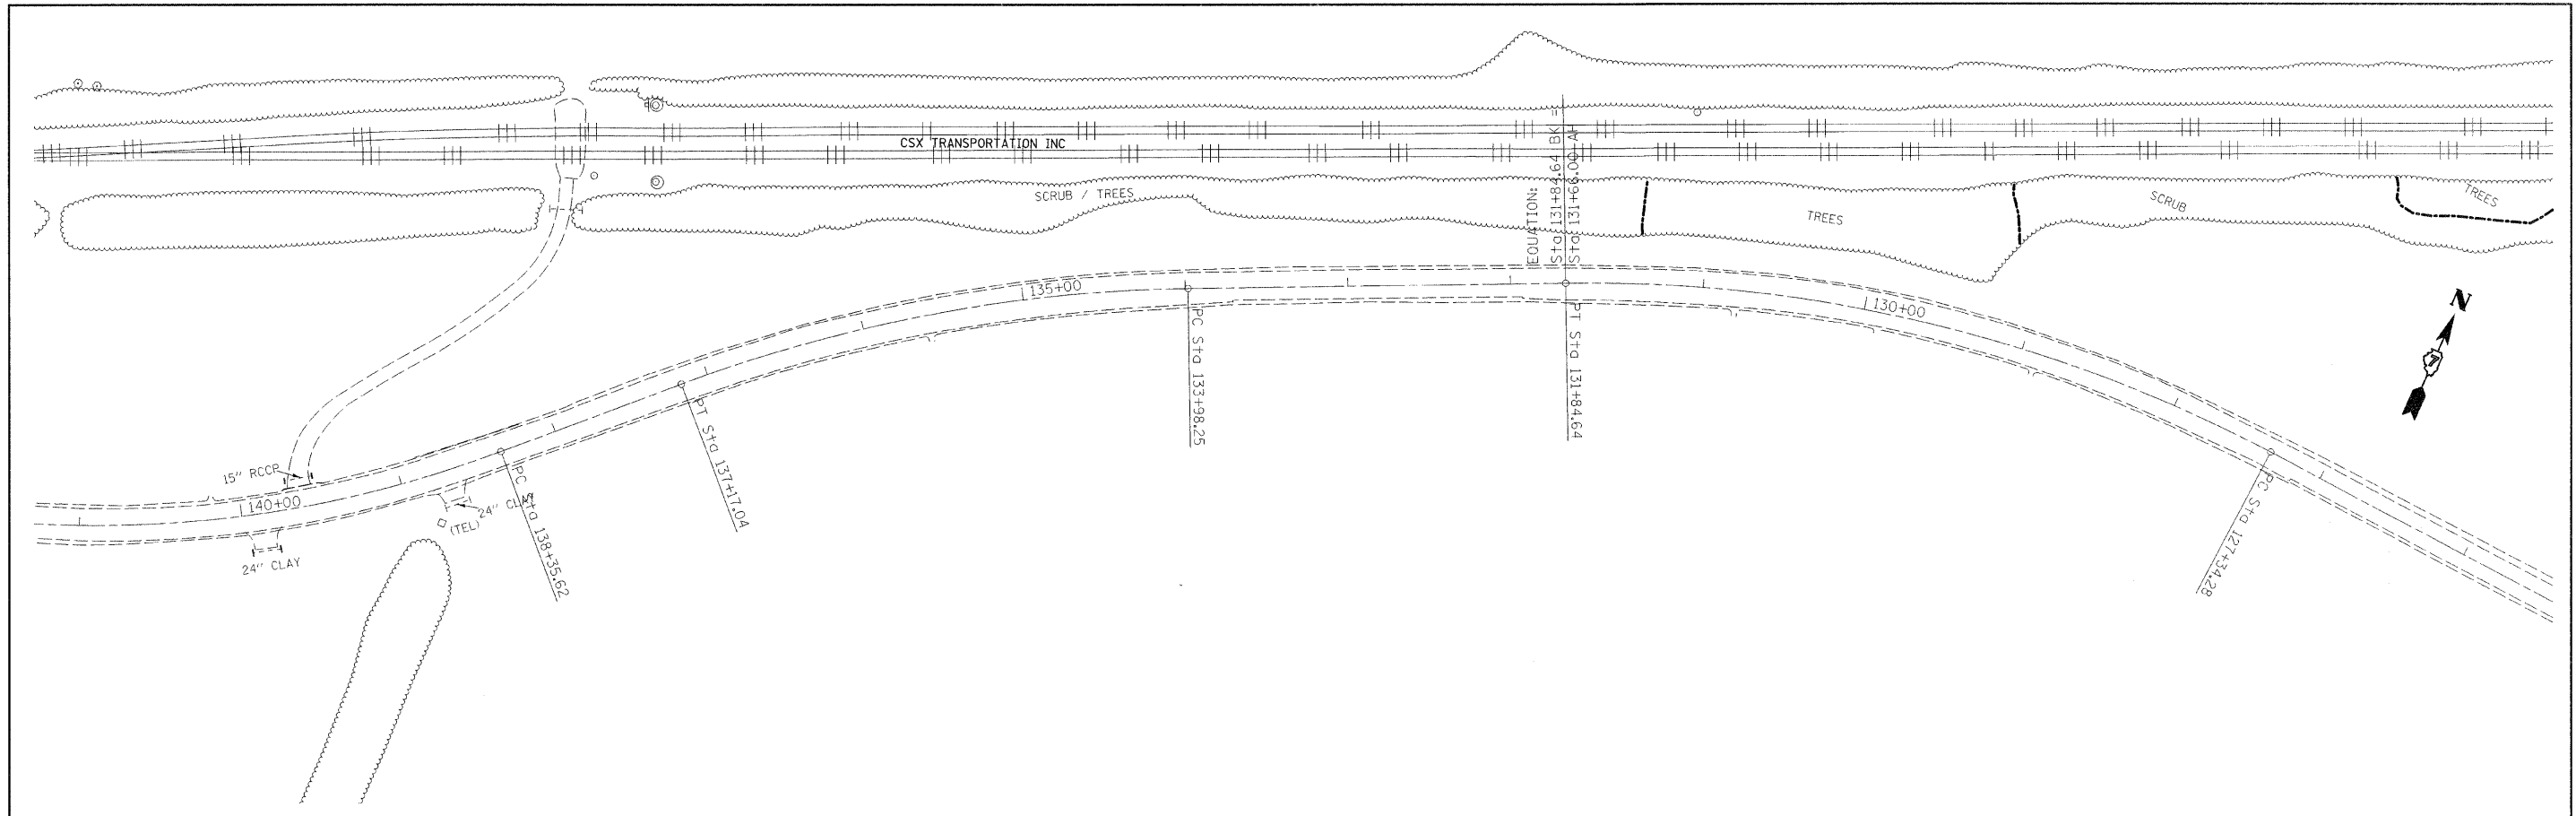 CSX TRANSPORTATION INC
SCRUB / TREES
EQUATION:
Sta 131+84.64 BK =
Sta 131+66.00 AH
TREES
SCRUB
TREES
135+00
130+00
N
7
PC Sta 133+98.25
PT Sta 131+84.64
PT Sta 137+17.04
PC Sta 138+35.62
PC Sta 127+34.28
15" RCCP
140+00
24" CLAY
(TEL)
24" CLAY